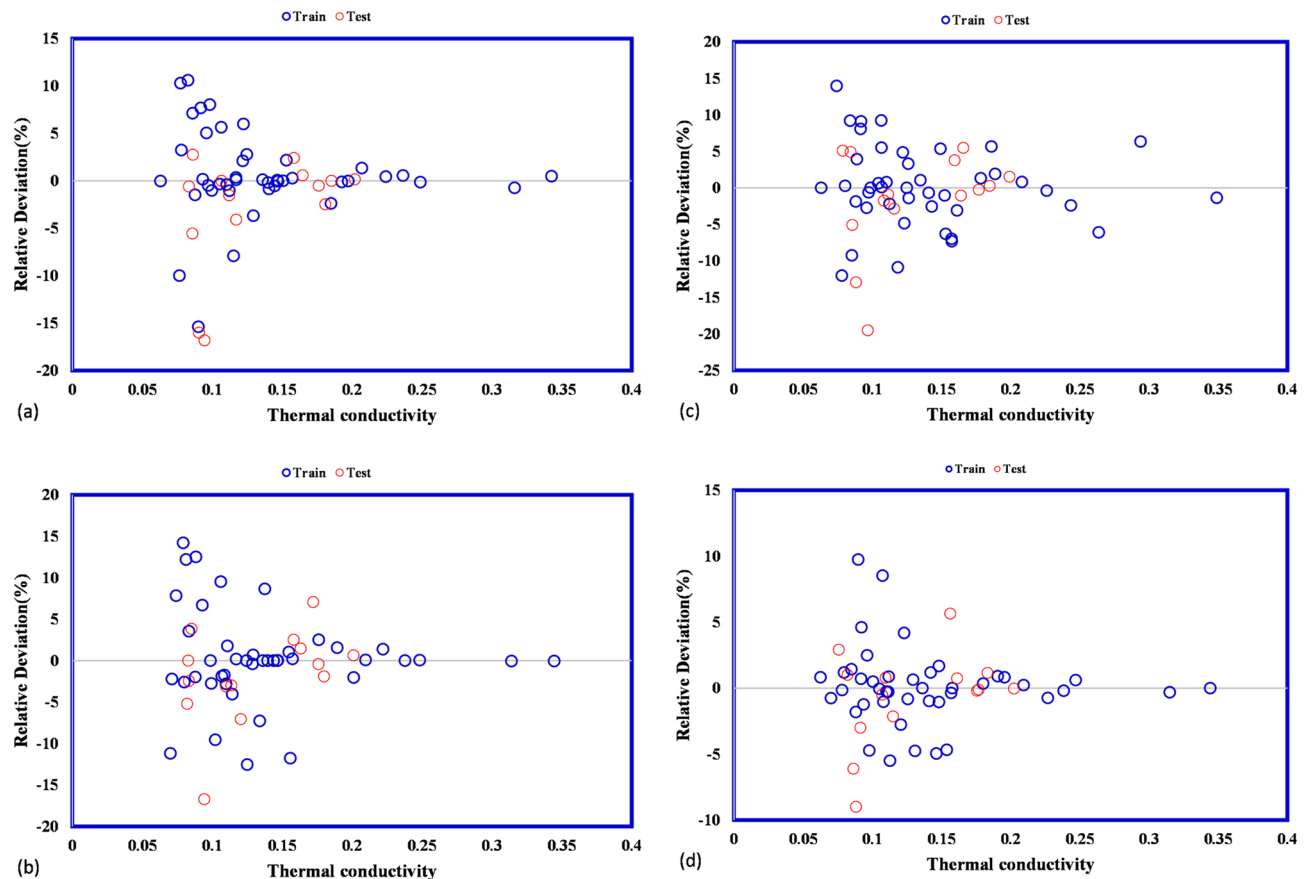 Train Test
15
10
5
0
-5
-10
-15
-20
Relative Deviation(%)
0 0.05 0.1 0.15 0.2 0.25 0.3 0.35 0.4
(a) Thermal conductivity
Train Test
20
15
10
5
0
-5
-10
-15
-20
-25
Relative Deviation(%)
0 0.05 0.1 0.15 0.2 0.25 0.3 0.35 0.4
(c) Thermal conductivity
Train Test
20
15
10
5
0
-5
-10
-15
-20
Relative Deviation(%)
0 0.05 0.1 0.15 0.2 0.25 0.3 0.35 0.4
(b) Thermal conductivity
Train Test
15
10
5
0
-5
-10
Relative Deviation(%)
0 0.05 0.1 0.15 0.2 0.25 0.3 0.35 0.4
(d) Thermal conductivity